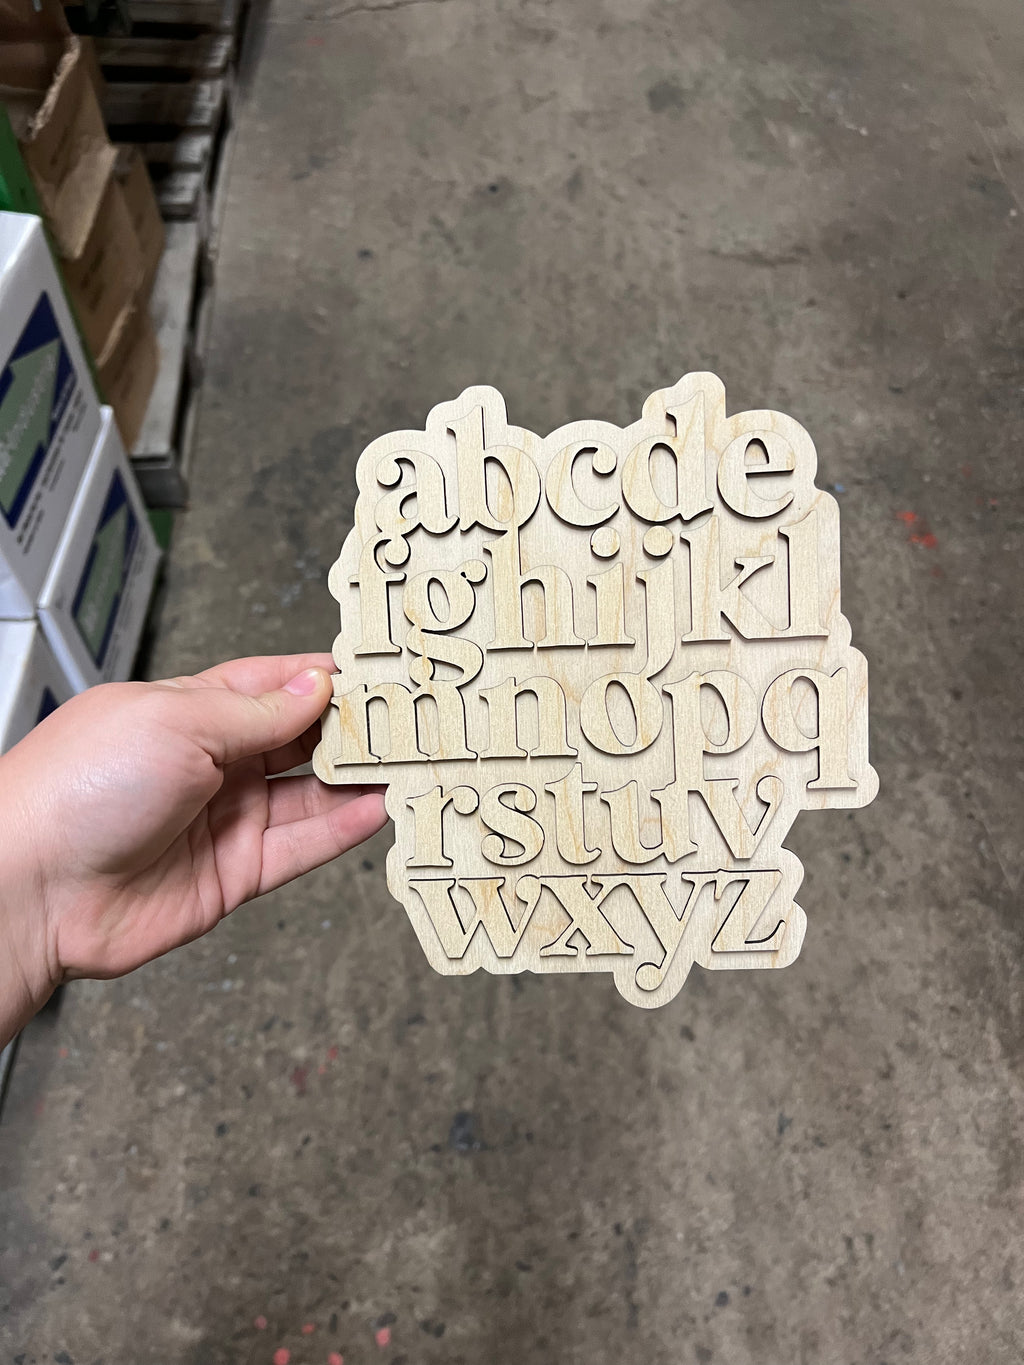 abcde
fghijkl
mnopq
rstuv
wxyz